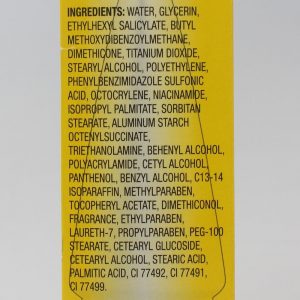 INGREDIENTS: WATER, GLYCERIN,
ETHYLHEXYL SALICYLATE, BUTYL
METHOXYDIBENZOYLMETHANE,
DIMETHICONE, TITANIUM DIOXIDE,
STEARYL ALCOHOL, POLYETHYLENE,
PHENYLBENZIMIDAZOLE SULFONIC
ACID, OCTOCRYLENE, NIACINAMIDE,
ISOPROPYL PALMITATE, SORBITAN
STEARATE, ALUMINUM STARCH
OCTENYLSUCCINATE,
TRIETHANOLAMINE, BEHENYL ALCOHOL,
POLYACRYLAMIDE, CETYL ALCOHOL,
PANTHENOL, BENZYL ALCOHOL, C13-14
ISOPARAFFIN, METHYLPARABEN,
TOCOPHERYL ACETATE, DIMETHICONOL,
FRAGRANCE, ETHYLPARABEN,
LAURETH-7, PROPYLPARABEN, PEG-100
STEARATE, CETEARYL GLUCOSIDE,
CETEARYL ALCOHOL, STEARIC ACID,
PALMITIC ACID, CI 77492, CI 77491,
CI 77499.